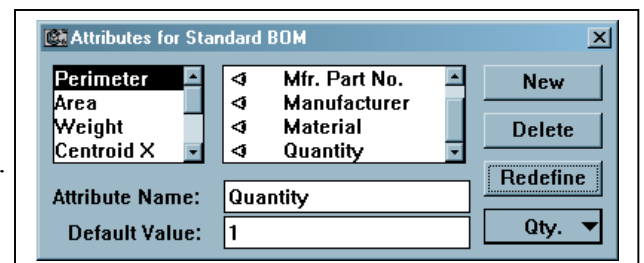 Attributes for Standard BOM
Perimeter
Area
Weight
Centroid X
Mfr. Part No.
Manufacturer
Material
Quantity
New
Delete
Redefine
Qty.
Attribute Name: Quantity
Default Value: 1